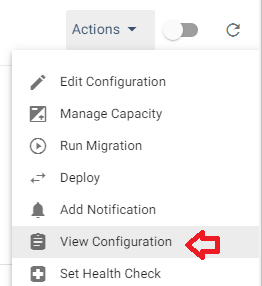 Actions
Edit Configuration
Manage Capacity
Run Migration
Deploy
Add Notification
View Configuration
Set Health Check